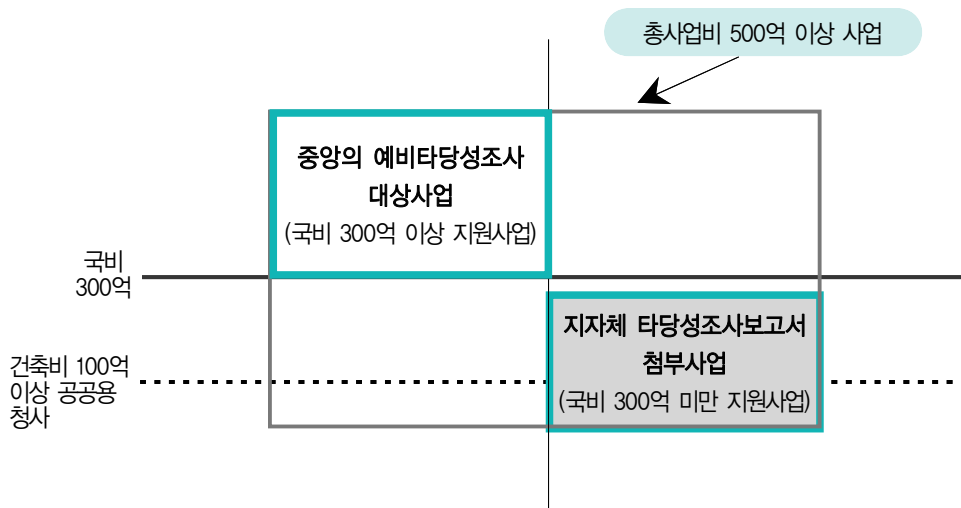 총사업비 500억 이상 사업
중앙의 예비타당성조사
대상사업
(국비 300억 이상 지원사업)
국비
300억
지자체 타당성조사보고서
첨부사업
(국비 300억 미만 지원사업)
건축비 100억
이상 공공용
청사